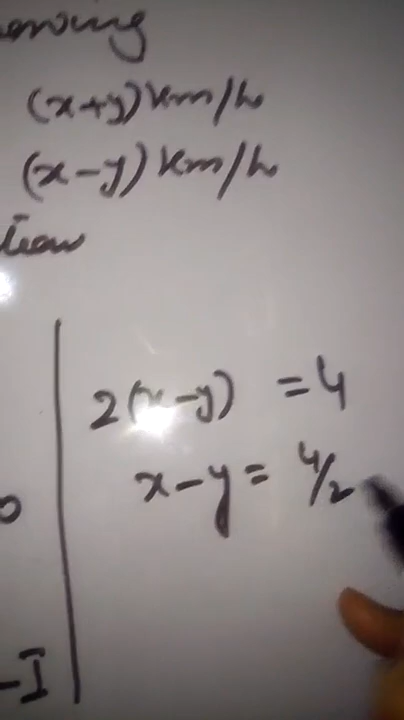 (x+y) km/h
(x-y) km/h
2(x-y) = 4
x-y = 4/2
-I